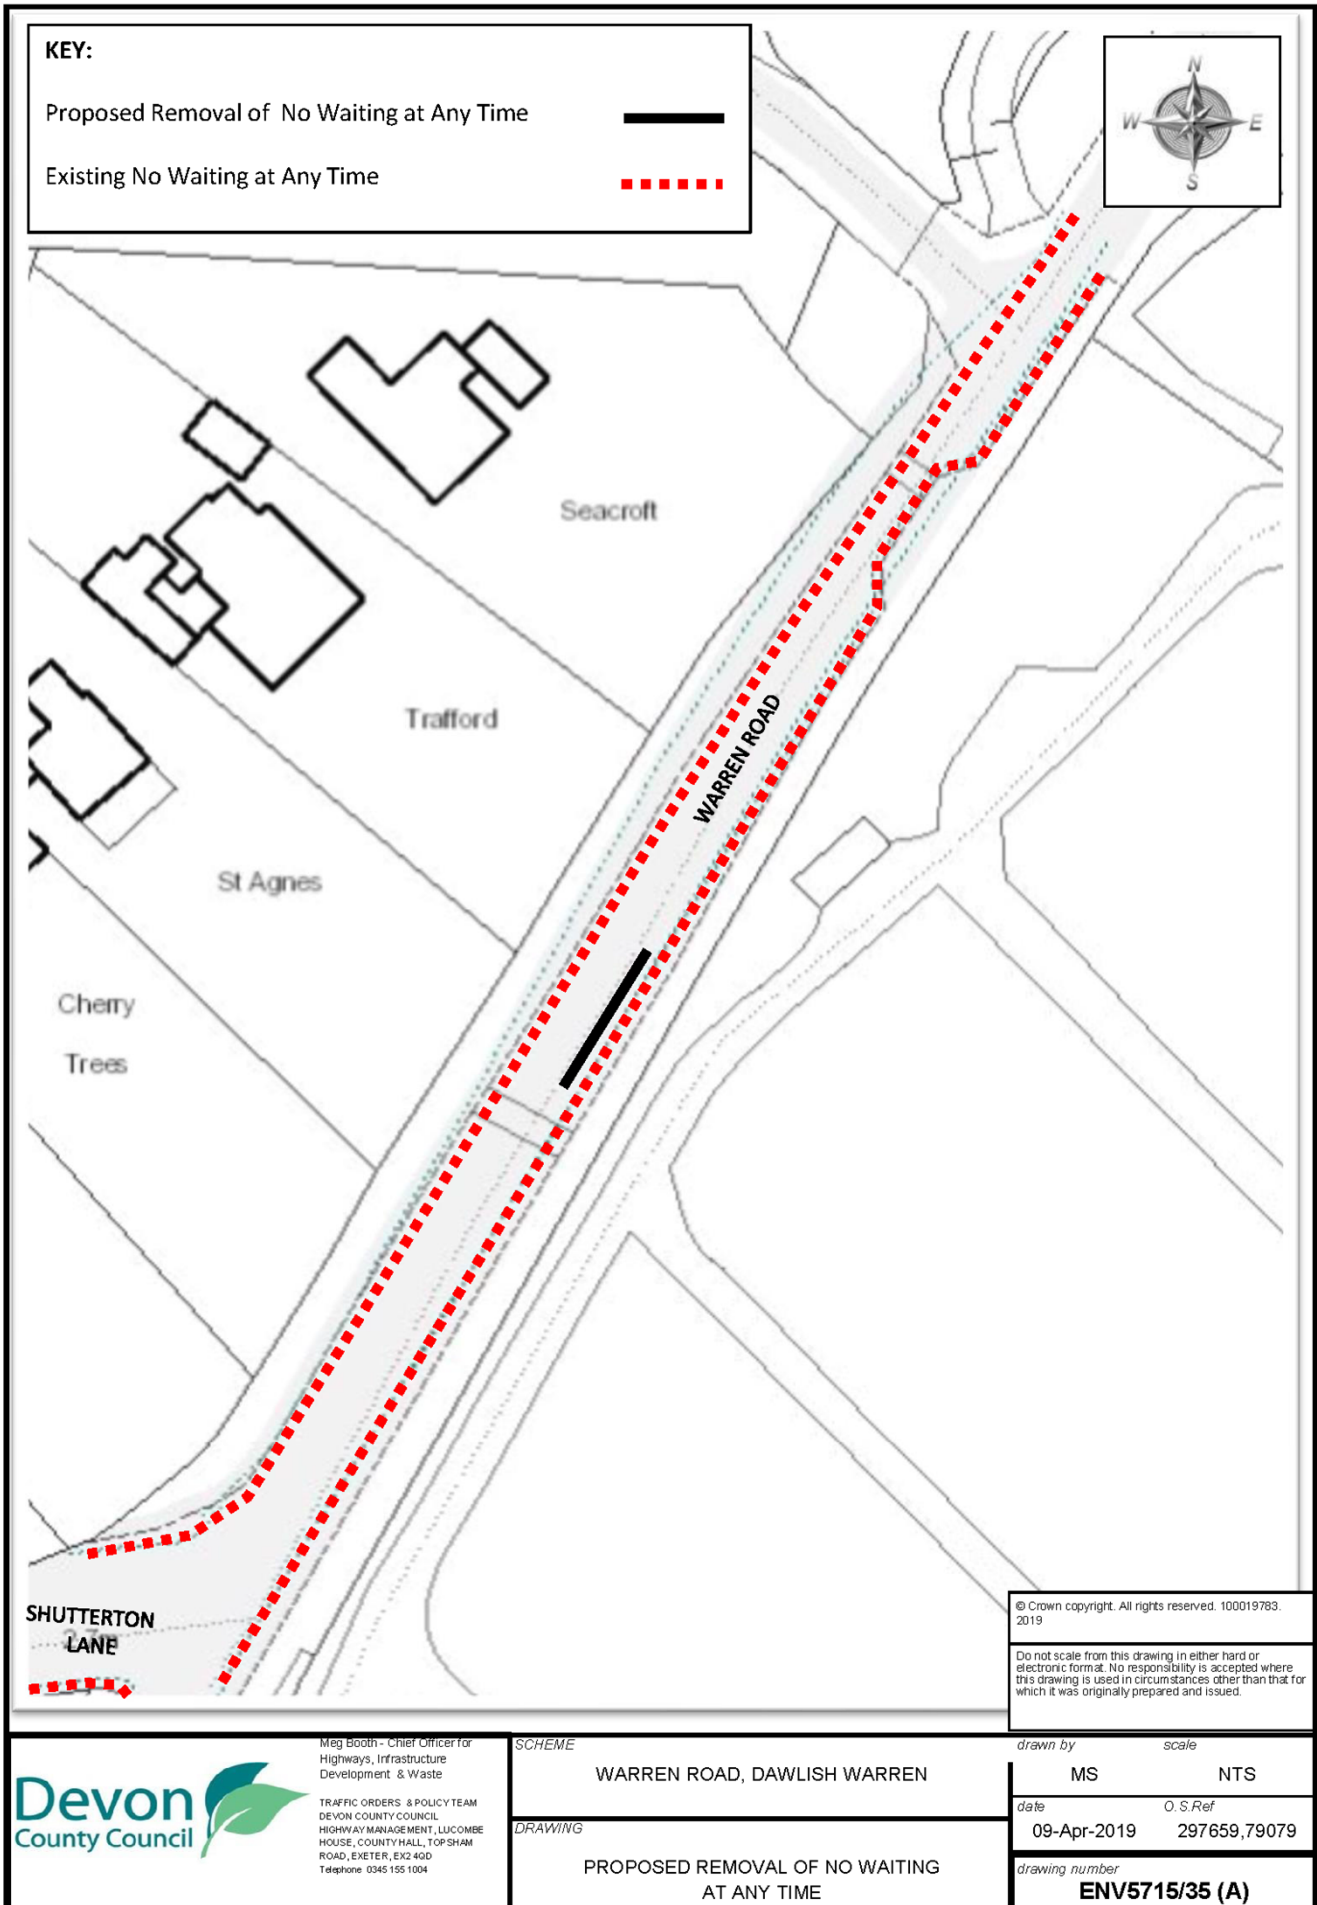 KEY:
Proposed Removal of No Waiting at Any Time
Existing No Waiting at Any Time
N
W
E
S
Seacroft
Trafford
WARREN ROAD
St Agnes
Cherry
Trees
SHUTTERTON
LANE
© Crown copyright. All rights reserved. 100019783.
2019
Do not scale from this drawing in either hard or
electronic format. No responsibility is accepted where
this drawing is used in circumstances other than that for
which it was originally prepared and issued.
Devon
County Council
Meg Booth - Chief Officer for
Highways, Infrastructure
Development & Waste
TRAFFIC ORDERS & POLICY TEAM
DEVON COUNTY COUNCIL
HIGHWAY MANAGEMENT, LUCOMBE
HOUSE, COUNTY HALL, TOPSHAM
ROAD, EXETER, EX2 4QD
Telephone 0345 155 1004
SCHEME
WARREN ROAD, DAWLISH WARREN
DRAWING
PROPOSED REMOVAL OF NO WAITING
AT ANY TIME
drawn by
scale
MS
NTS
date
O.S.Ref
09-Apr-2019
297659,79079
drawing number
ENV5715/35 (A)